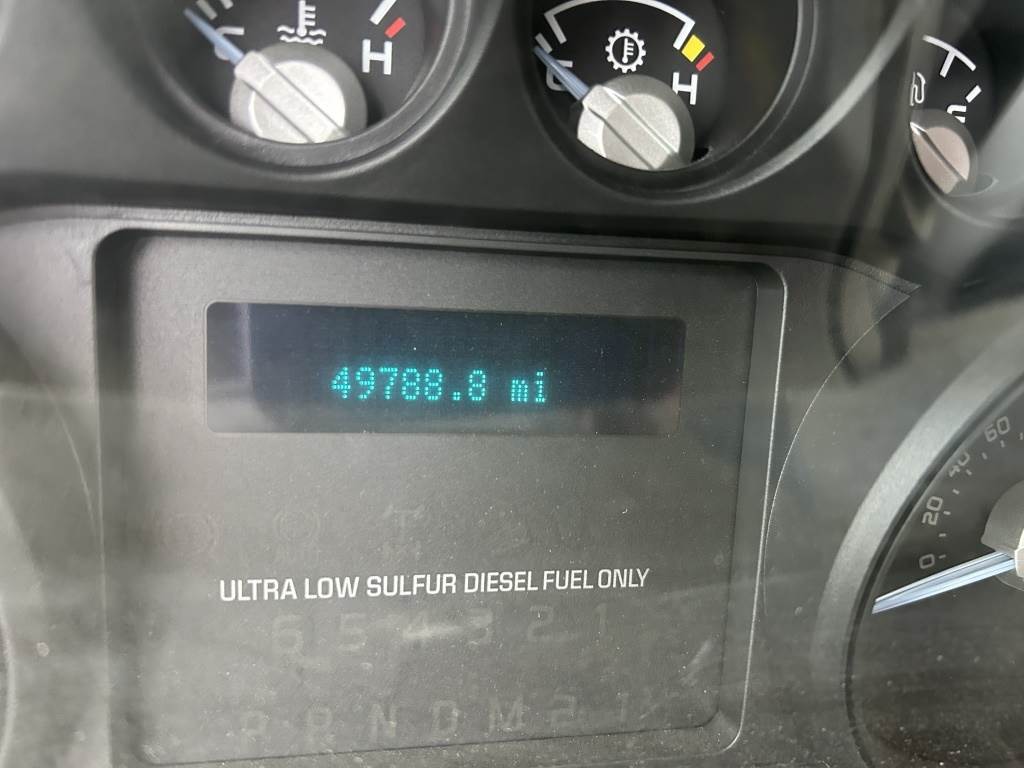 H
C
H
49788.8 mi
60
40
20
0
ULTRA LOW SULFUR DIESEL FUEL ONLY
6 5 4 3 2 1
P R N D M 2 1